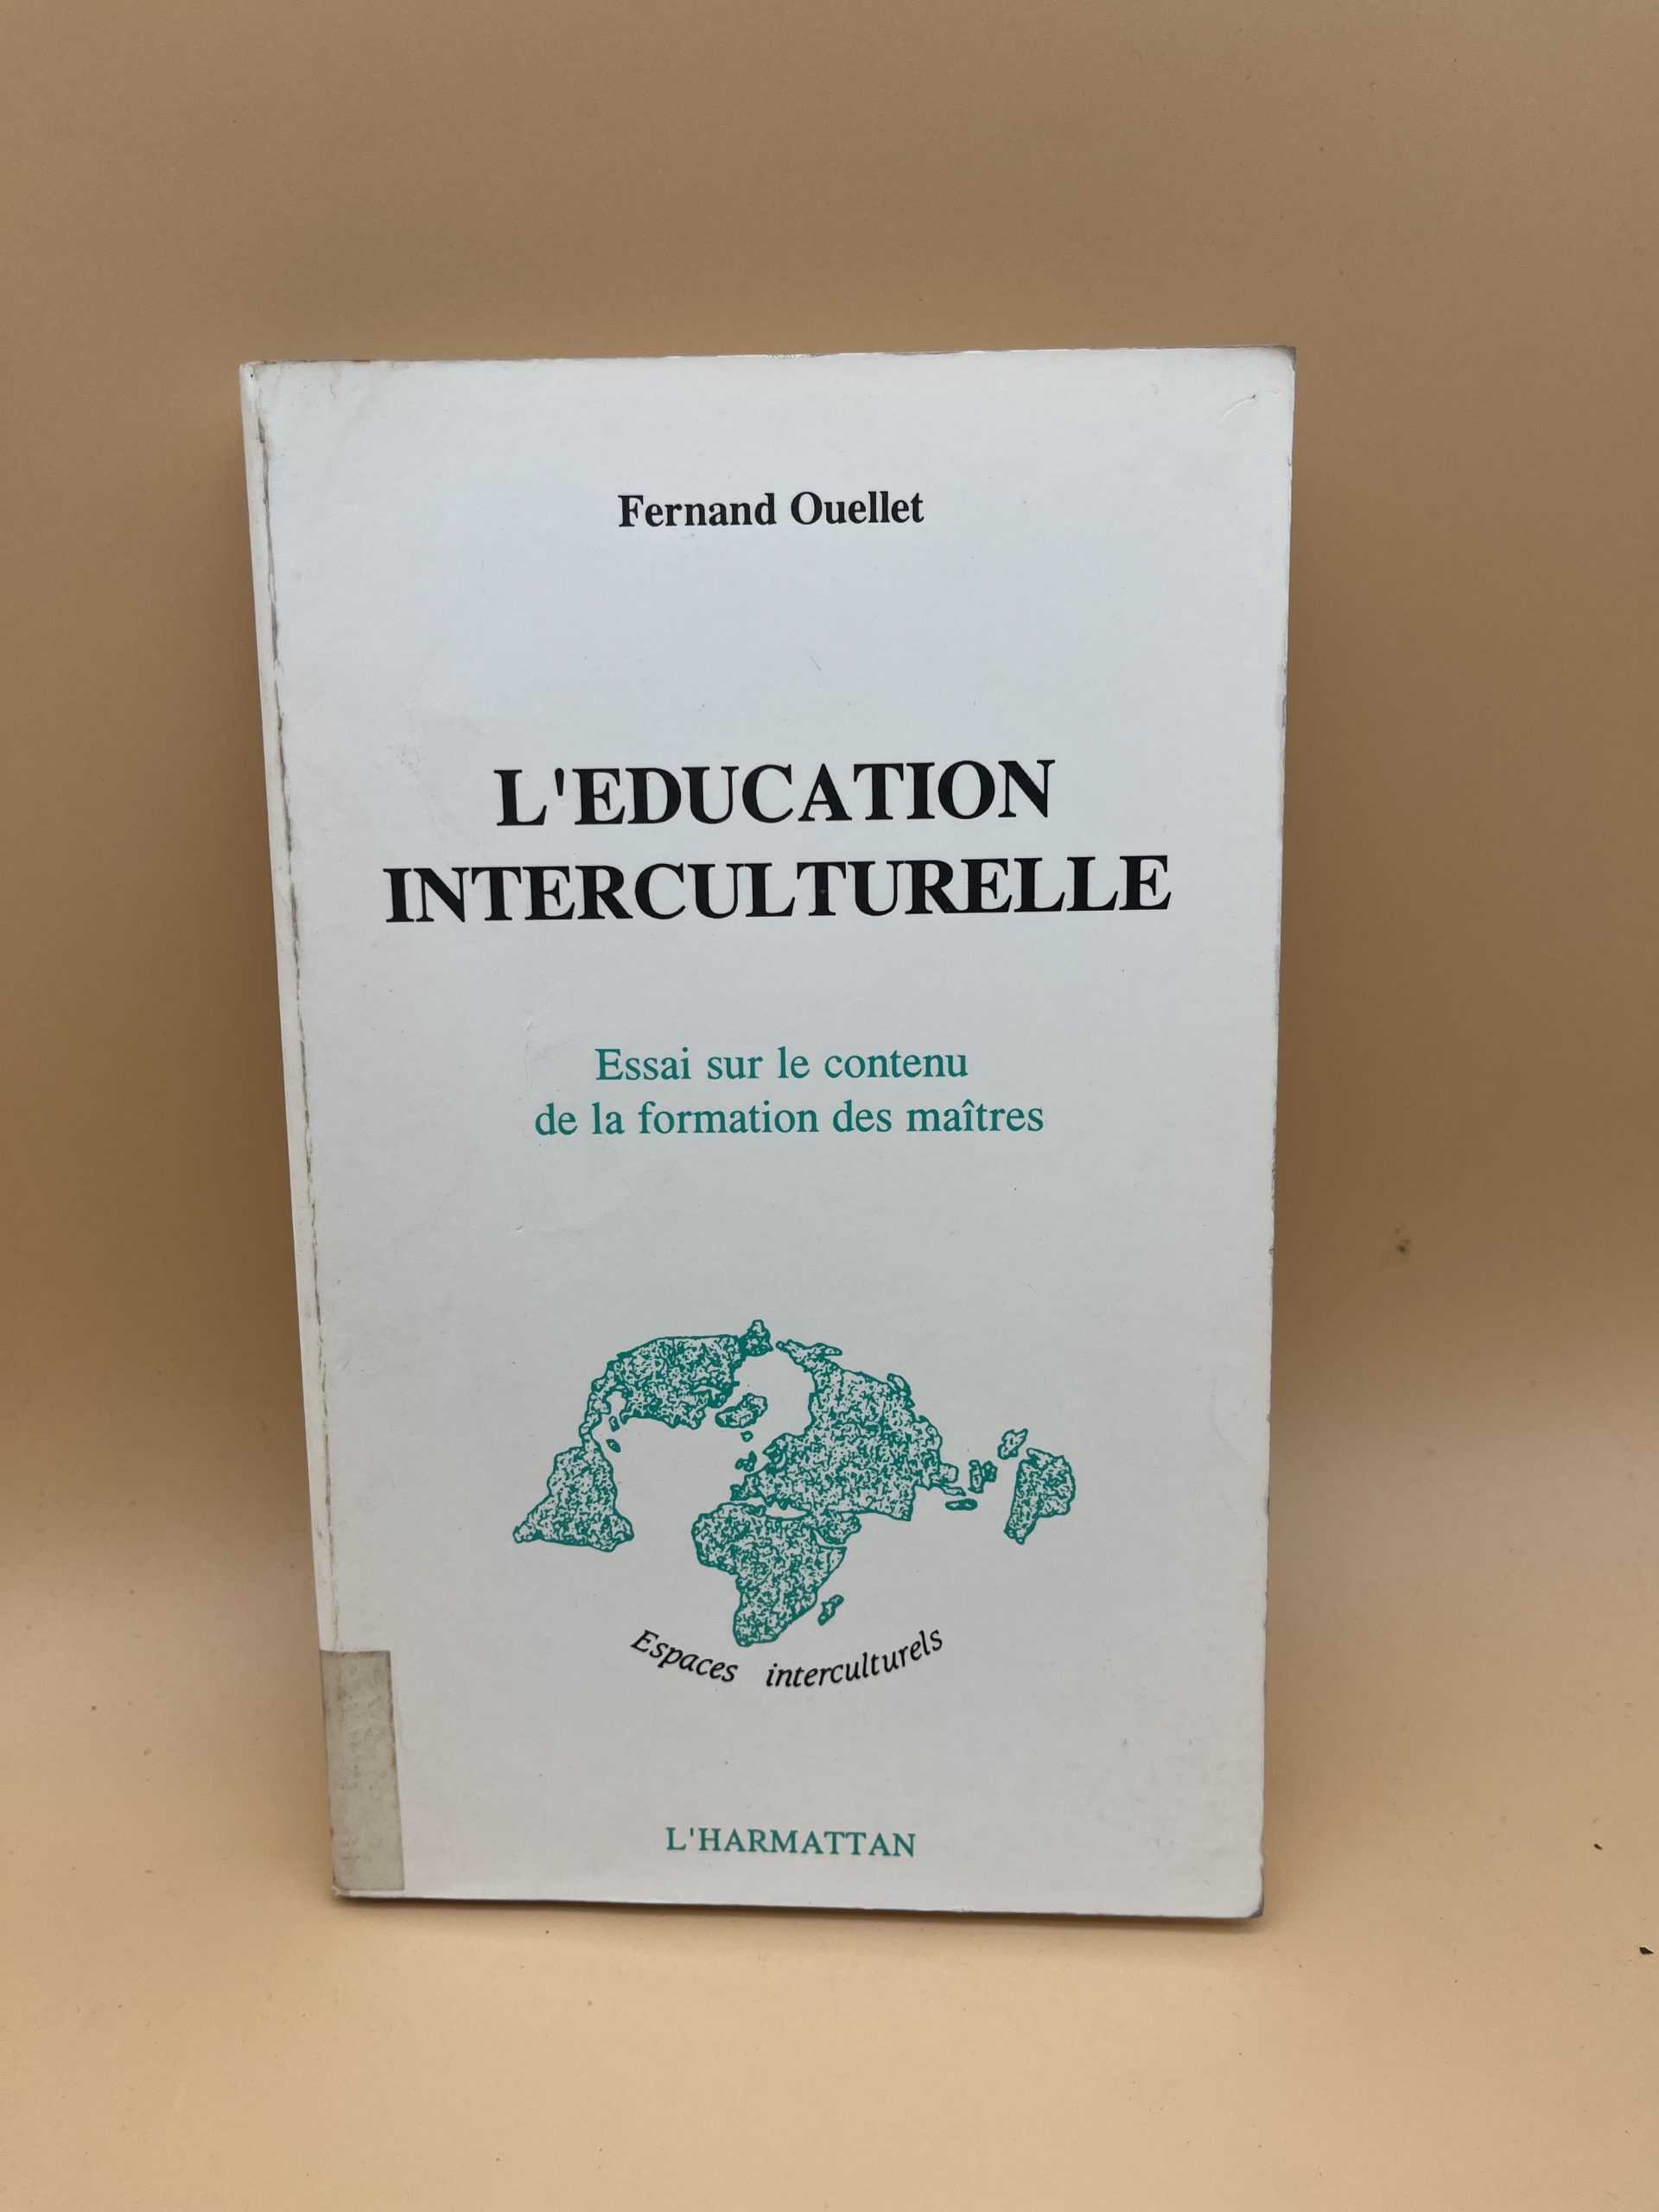 Fernand Ouellet
L'EDUCATION
INTERCULTURELLE
Essai sur le contenu
de la formation des maîtres
Espaces interculturels
L'HARMATTAN